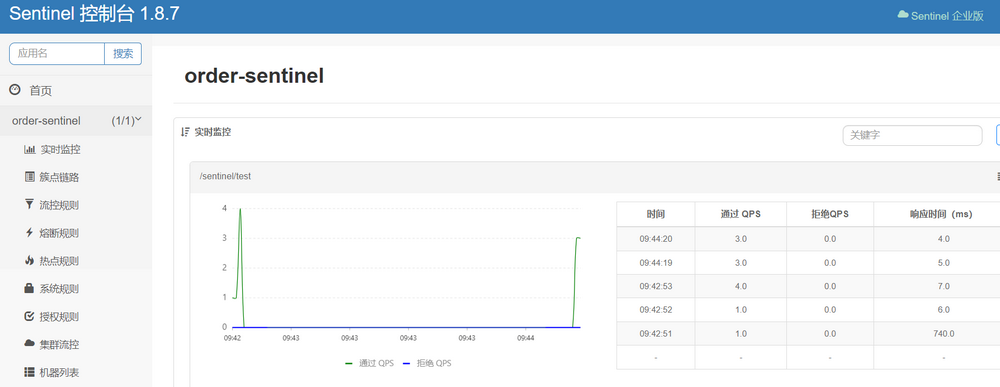 Sentinel 控制台 1.8.7
Sentinel 企业版
应用名
搜索
首页
order-sentinel (1/1)
实时监控
簇点链路
流控规则
熔断规则
热点规则
系统规则
授权规则
集群流控
机器列表
order-sentinel
实时监控
关键字
/sentinel/test
4
3
2
1
0
09:42 09:43 09:43 09:43 09:43 09:44
通过 QPS 拒绝 QPS
时间 通过 QPS 拒绝QPS 响应时间（ms）
09:44:20 3.0 0.0 4.0
09:44:19 3.0 0.0 5.0
09:42:53 4.0 0.0 7.0
09:42:52 1.0 0.0 6.0
09:42:51 1.0 0.0 740.0
- - - -